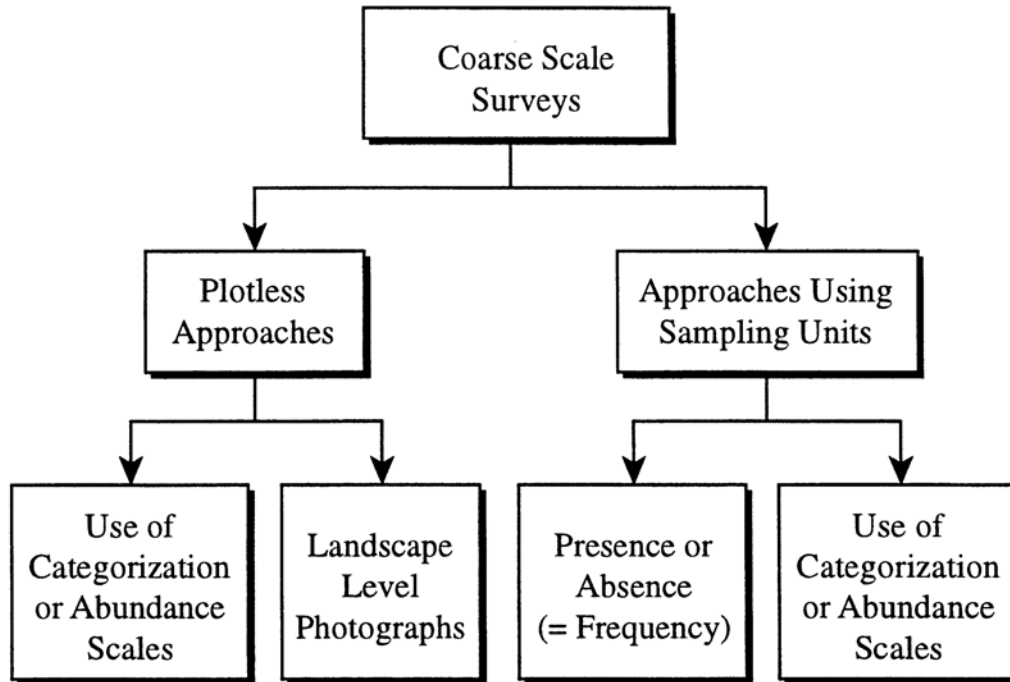 Coarse Scale
Surveys
Plotless
Approaches
Approaches Using
Sampling Units
Use of
Categorization
or Abundance
Scales
Landscape
Level
Photographs
Presence or
Absence
(= Frequency)
Use of
Categorization
or Abundance
Scales